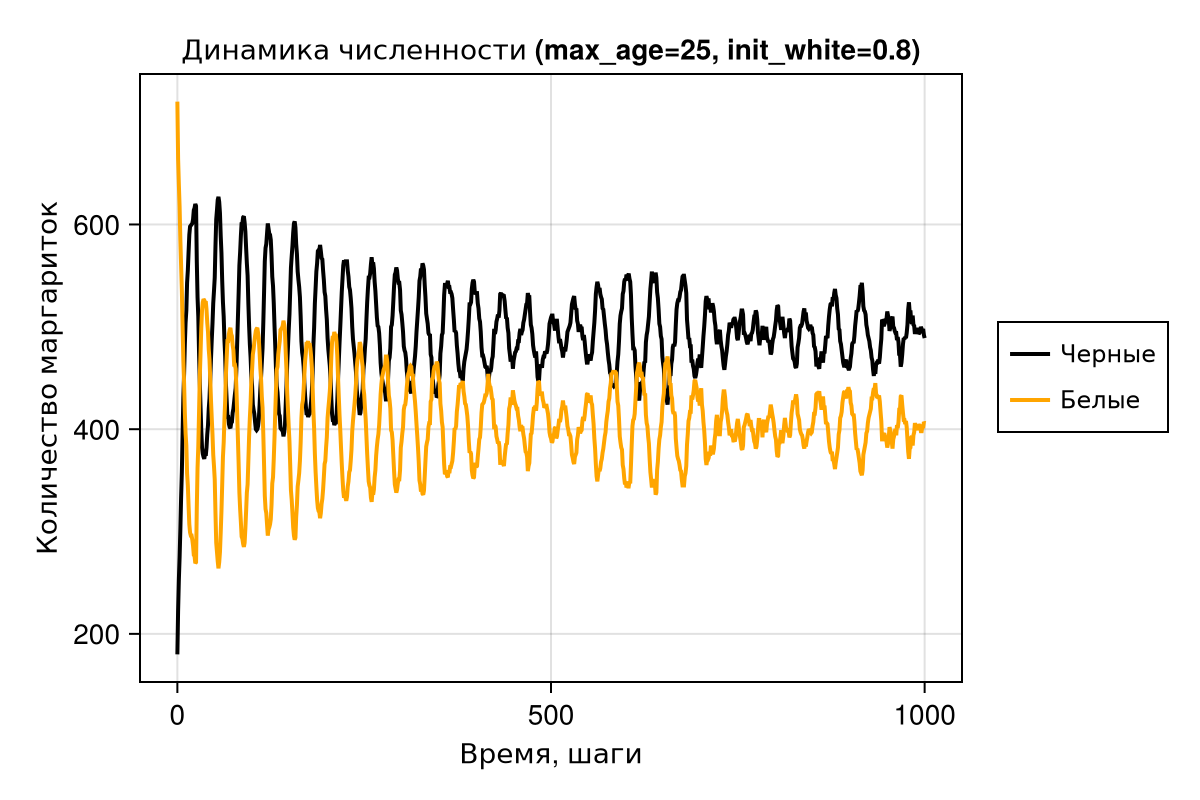 Динамика численности (max_age=25, init_white=0.8)
Количество маргариток
600
400
200
0
500
1000
Время, шаги
Черные
Белые